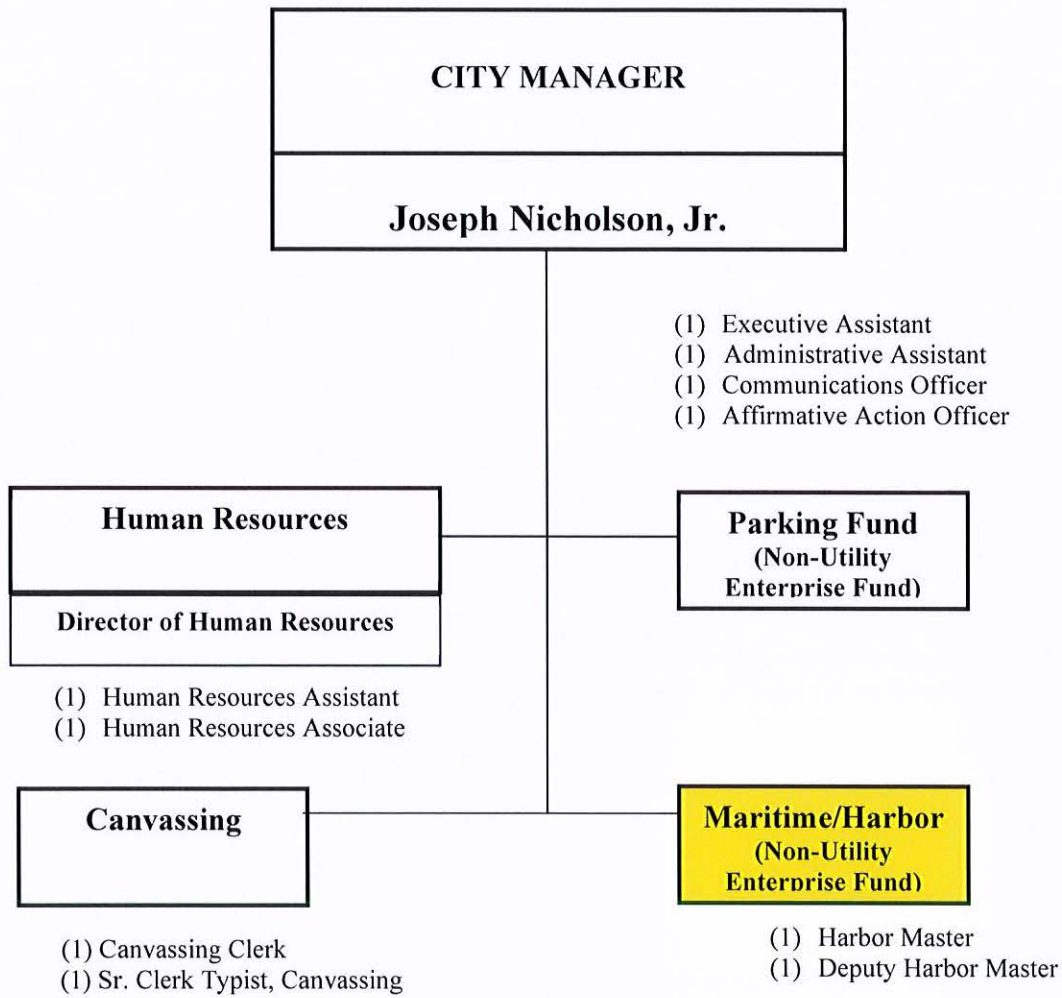 CITY MANAGER
Joseph Nicholson, Jr.
(1) Executive Assistant
(1) Administrative Assistant
(1) Communications Officer
(1) Affirmative Action Officer
Human Resources
Director of Human Resources
(1) Human Resources Assistant
(1) Human Resources Associate
Parking Fund
(Non-Utility
Enterprise Fund)
Canvassing
(1) Canvassing Clerk
(1) Sr. Clerk Typist, Canvassing
Maritime/Harbor
(Non-Utility
Enterprise Fund)
(1) Harbor Master
(1) Deputy Harbor Master